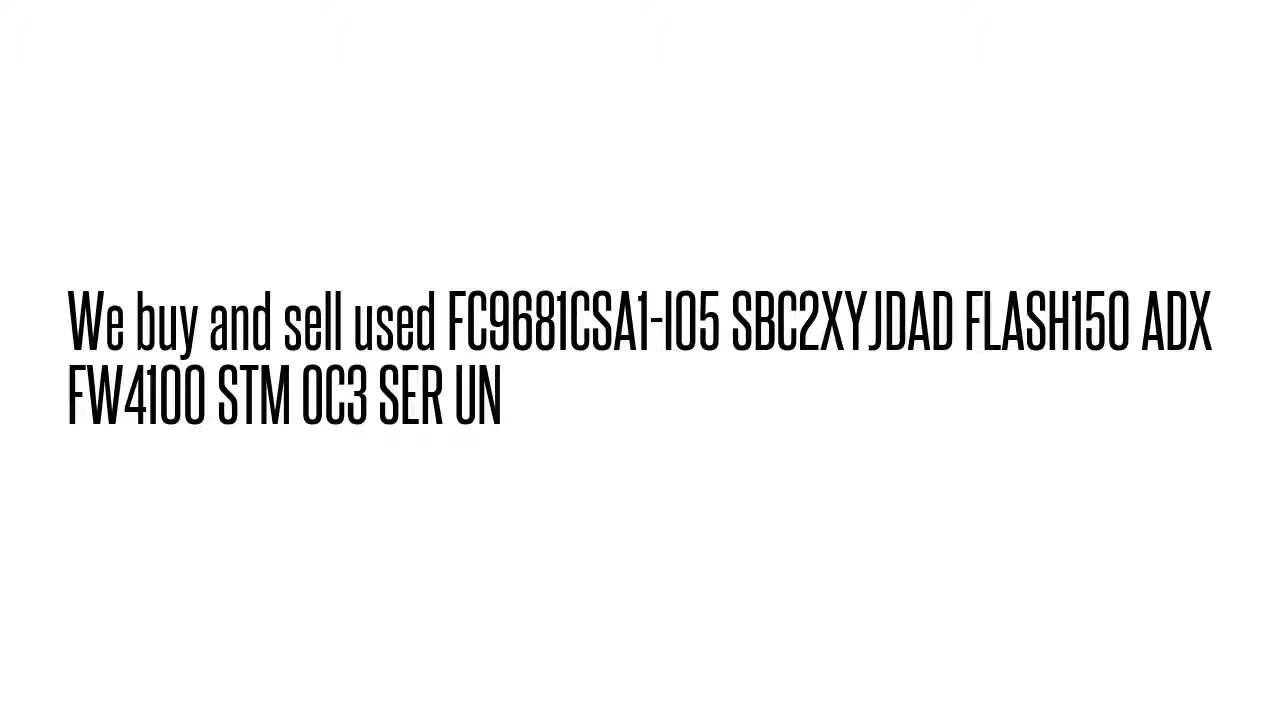 We buy and sell used FC9681CSA1-I05 SBC2XYJDAD FLASH150 ADX
FW4100 STM OC3 SER UN